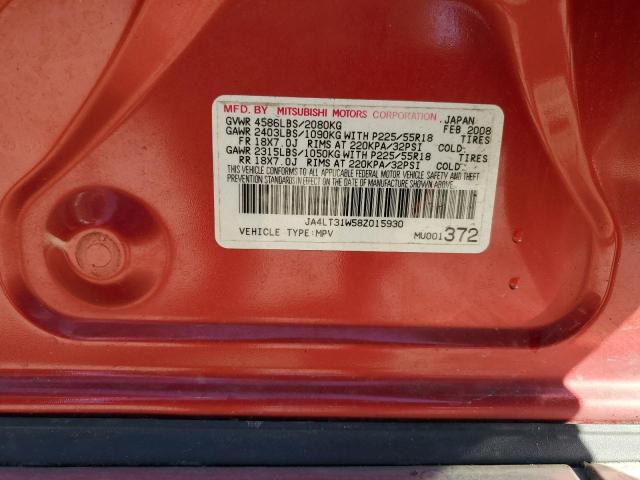 MFD. BY MITSUBISHI MOTORS CORPORATION JAPAN
GVWR 4586LBS/2080KG FEB 2008
GAWR 2403LBS/1090KG WITH P225/55R18 TIRES
FR 18X7.0J RIMS AT 220KPA/32PSI COLD.
GAWR 2315LBS/1050KG WITH P225/55R18 TIRES
RR 18X7.0J RIMS AT 220KPA/32PSI COLD.
THIS VEHICLE CONFORMS TO ALL APPLICABLE FEDERAL MOTOR VEHICLE SAFETY AND THEFT
PREVENTION STANDARDS IN EFFECT ON THE DATE OF MANUFACTURE SHOWN ABOVE.
JA4LT31W58Z015930
VEHICLE TYPE:MPV MU001372